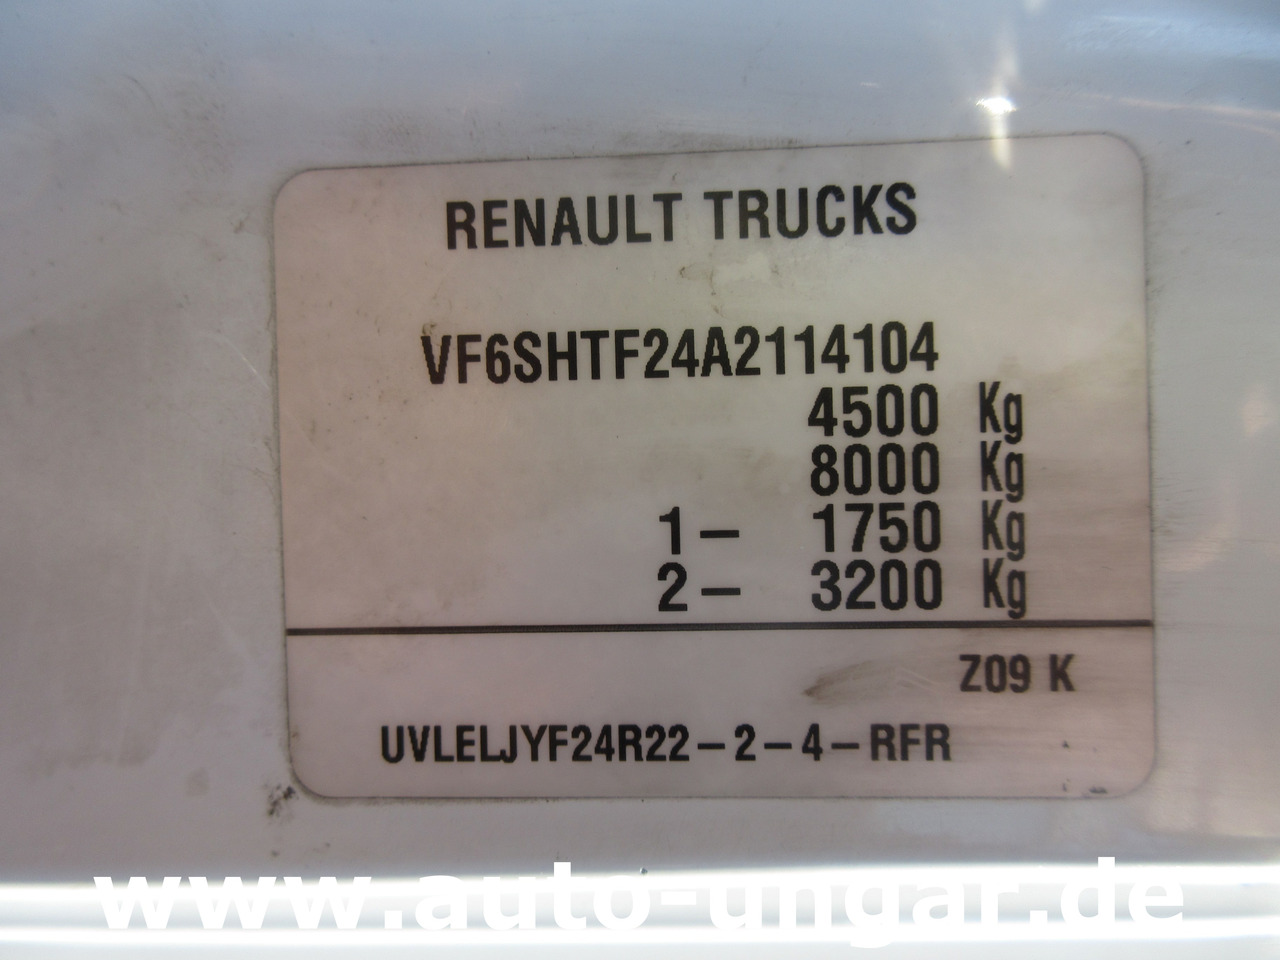 RENAULT TRUCKS
VF6SHTF24A2114104
4500 Kg
8000 Kg
1 - 1750 Kg
2 - 3200 Kg
Z09 K
UVLELJYF24R22-2-4-RFR
www.auto-ungar.de